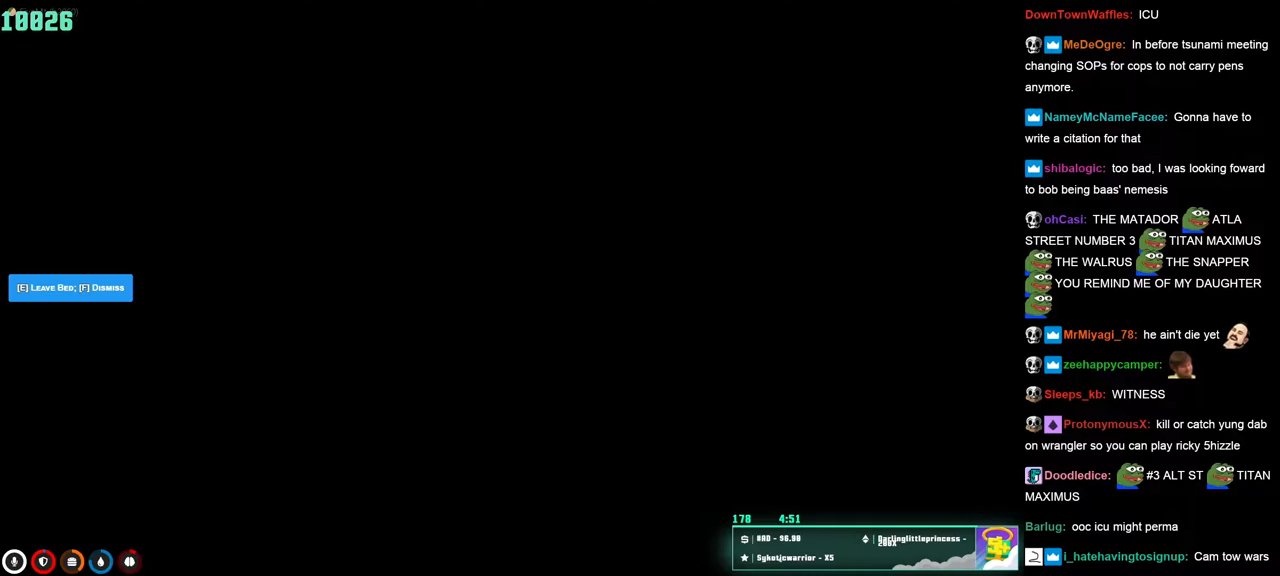 10026
[E] Leave Bed; [F] Dismiss
DownTownWaffles: ICU
MeDeOgre: In before tsunami meeting
changing SOPs for cops to not carry pens
anymore.
NameyMcNameFacee: Gonna have to
write a citation for that
shibalogic: too bad, I was looking foward
to bob being baas' nemesis
ohCasi: THE MATADOR ATLA
STREET NUMBER 3 TITAN MAXIMUS
THE WALRUS THE SNAPPER
YOU REMIND ME OF MY DAUGHTER
MrMiyagi_78: he ain't die yet
zeehappycamper:
Sleeps_kb: WITNESS
ProtonymousX: kill or catch yung dab
on wrangler so you can play ricky 5hizzle
Doodledice: #3 ALT ST TITAN
MAXIMUS
Barlug: ooc icu might perma
i_hatehavingtosignup: Cam tow wars
178 4:51
Darlinglittleprincess -
200X
Sykoticwarrior - X5